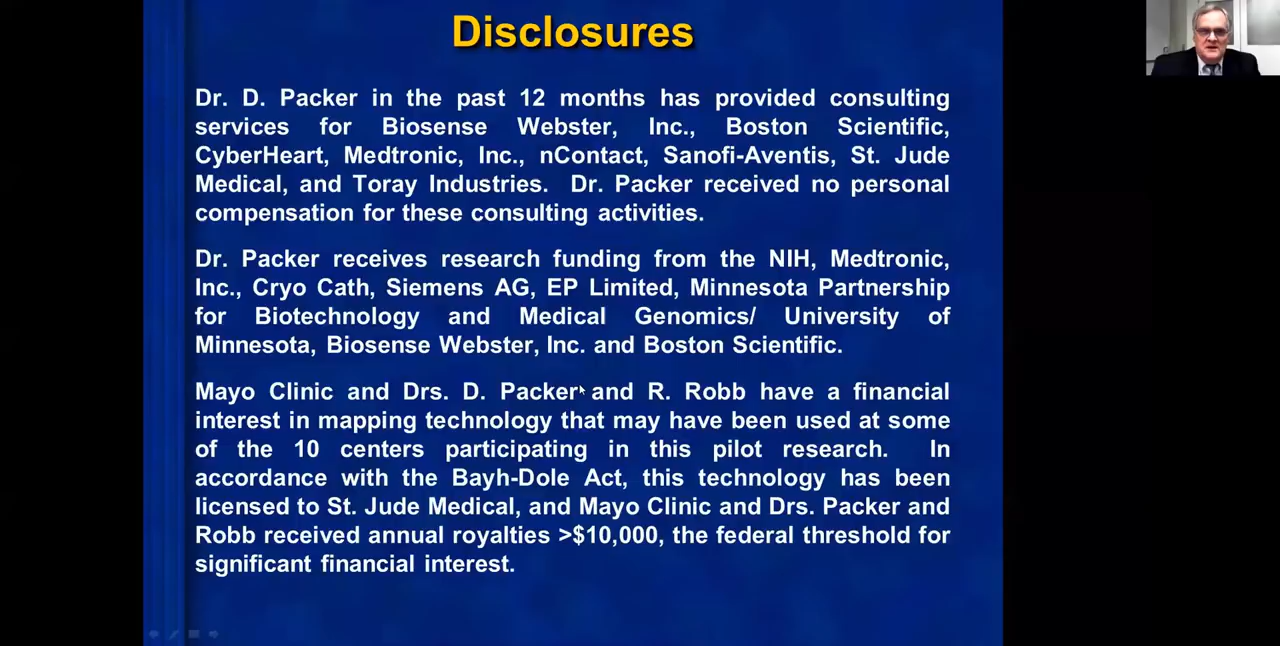 Disclosures
Dr. D. Packer in the past 12 months has provided consulting
services for Biosense Webster, Inc., Boston Scientific,
CyberHeart, Medtronic, Inc., nContact, Sanofi-Aventis, St. Jude
Medical, and Toray Industries. Dr. Packer received no personal
compensation for these consulting activities.
Dr. Packer receives research funding from the NIH, Medtronic,
Inc., Cryo Cath, Siemens AG, EP Limited, Minnesota Partnership
for Biotechnology and Medical Genomics/ University of
Minnesota, Biosense Webster, Inc. and Boston Scientific.
Mayo Clinic and Drs. D. Packer and R. Robb have a financial
interest in mapping technology that may have been used at some
of the 10 centers participating in this pilot research. In
accordance with the Bayh-Dole Act, this technology has been
licensed to St. Jude Medical, and Mayo Clinic and Drs. Packer and
Robb received annual royalties >$10,000, the federal threshold for
significant financial interest.